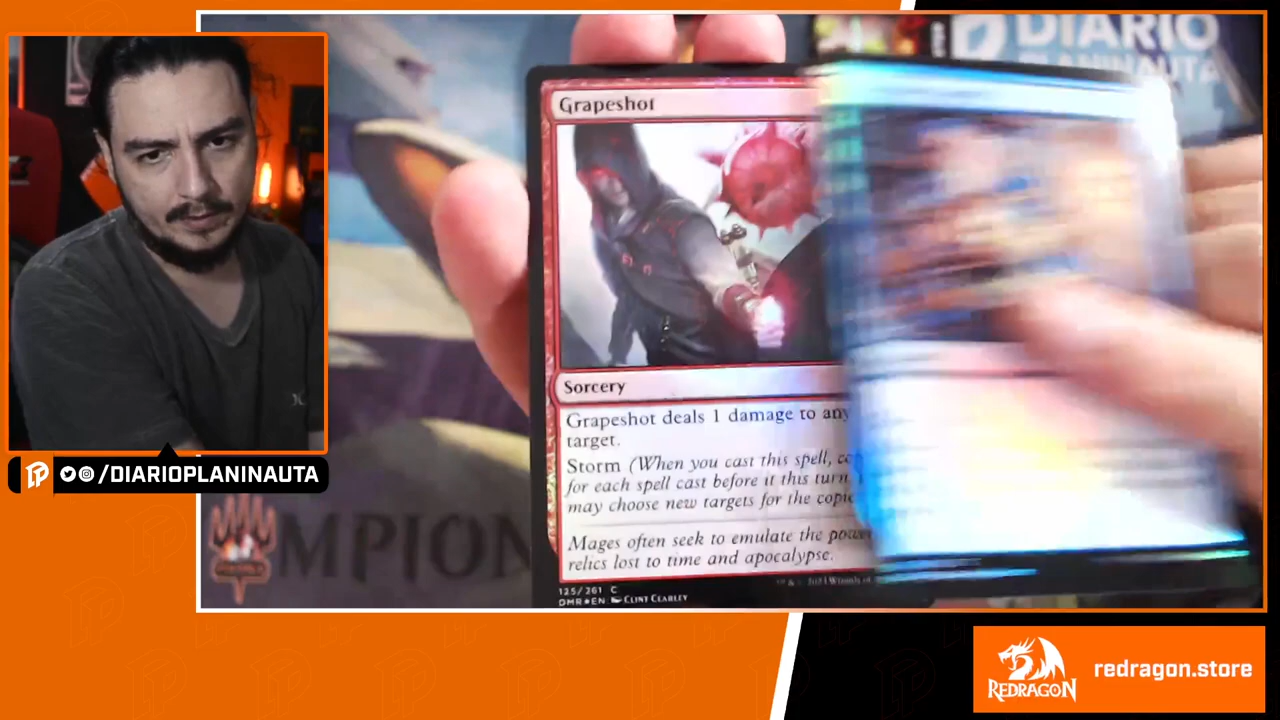 DIARIO
PLANINAUTA
Grapeshot
Sorcery
Grapeshot deals 1 damage to any
target.
Storm (When you cast this spell,
for each spell cast before it this turn.
may choose new targets for the
Mages often seek to emulate the
relics lost to time and apocalypse.
125/261 C
DMR EN CLINT CEARLEY
/DIARIOPLANINAUTA
MPION
REDRAGON
redragon.store